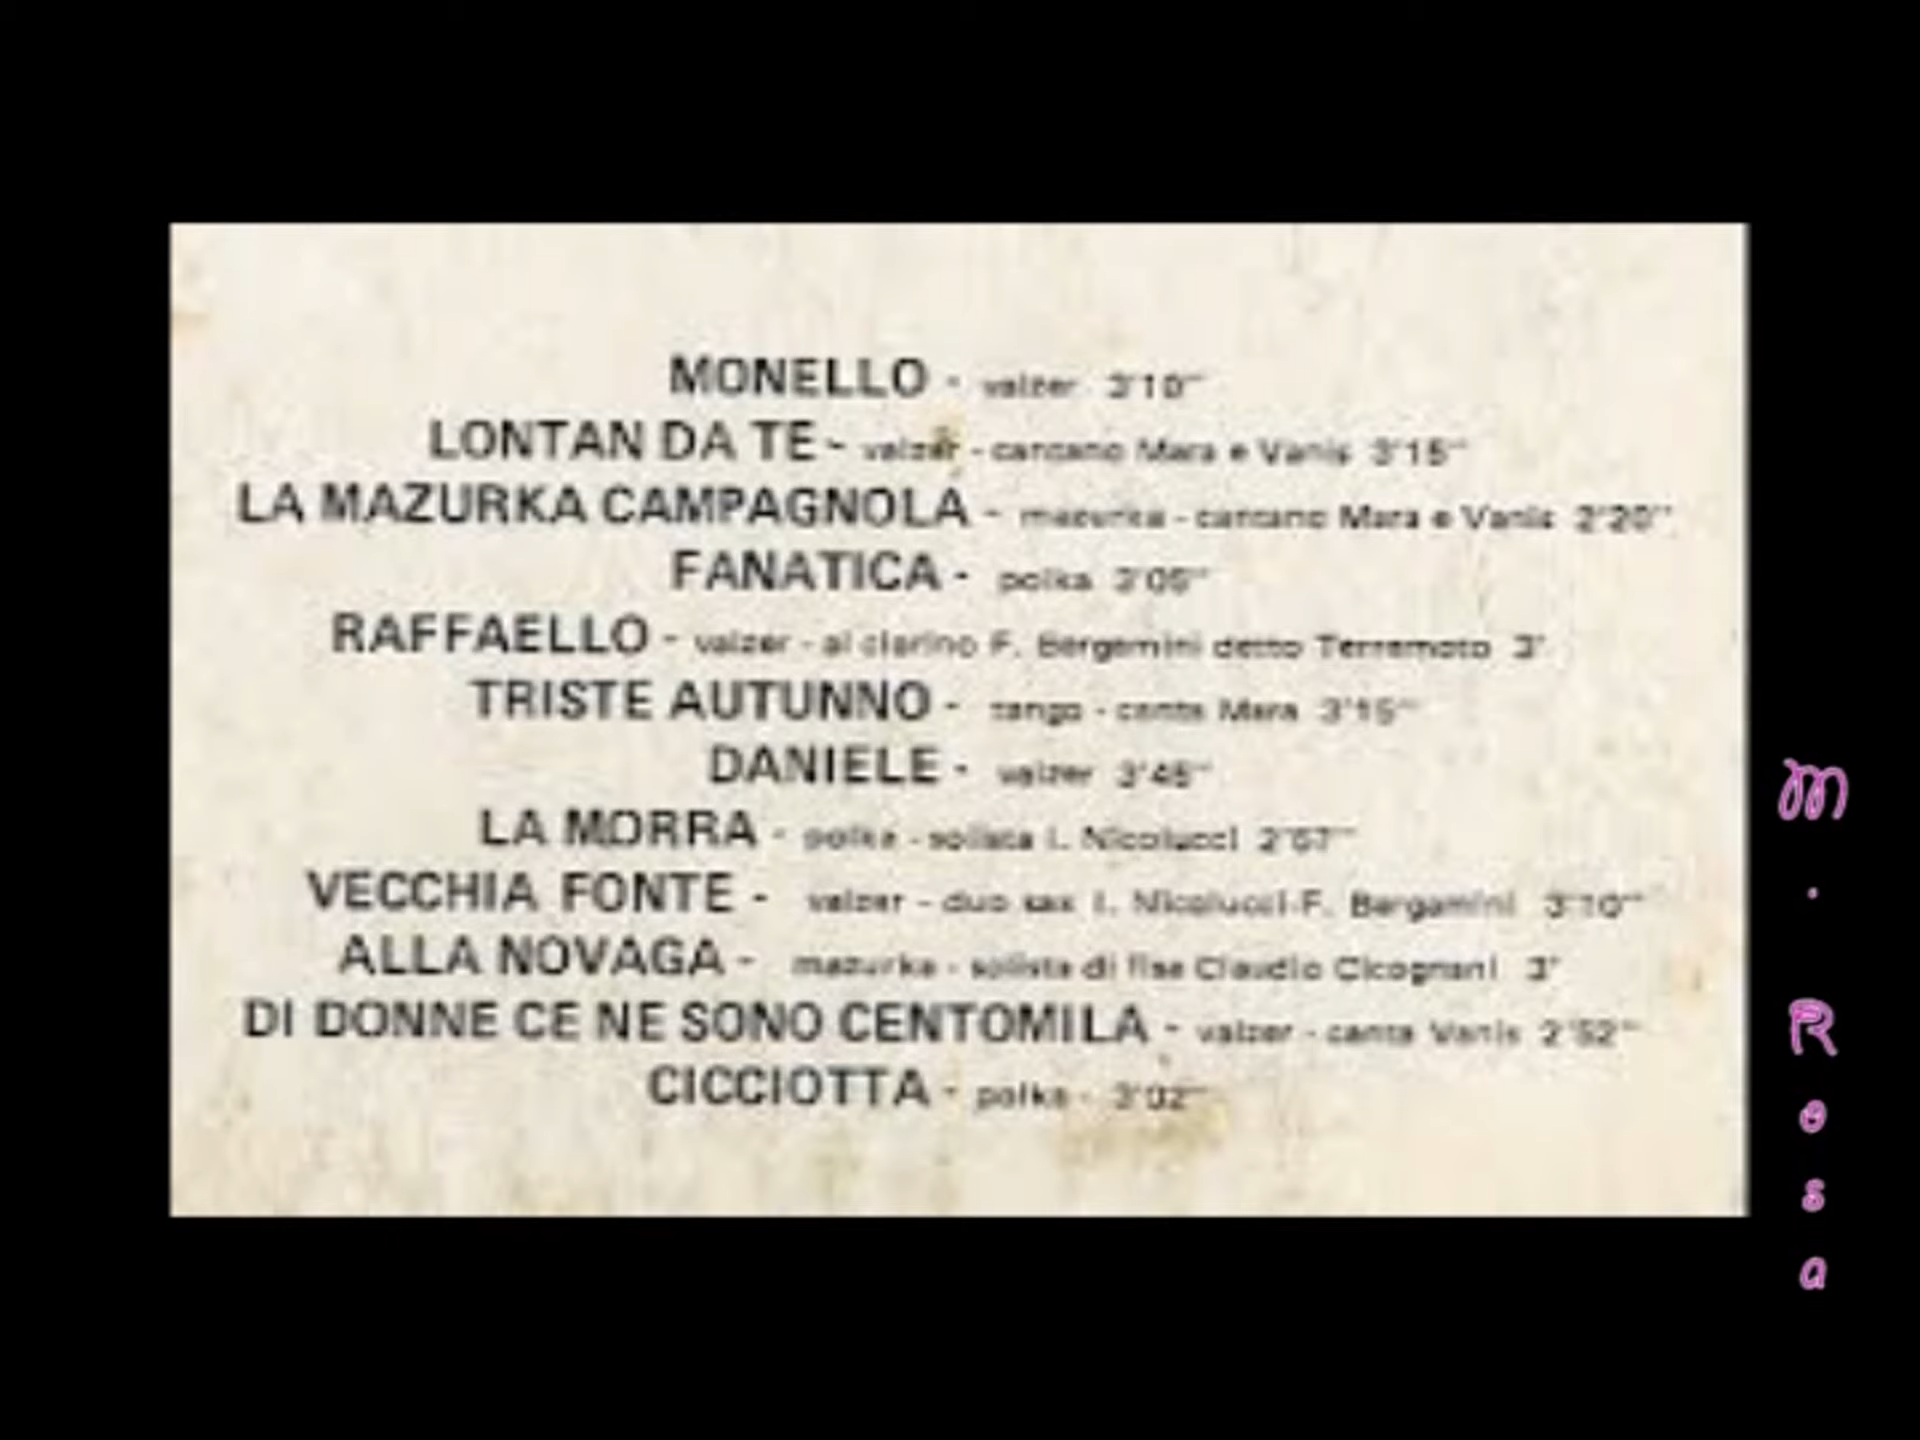 MONELLO - valzer 3'10"
LONTAN DA TE - valzer - cantano Mara e Vanis 3'15"
LA MAZURKA CAMPAGNOLA - mazurka - cantano Mara e Vanis 2'20"
FANATICA - polka 3'05"
RAFFAELLO - valzer - al clarino F. Bergamini detto Terremoto 3'
TRISTE AUTUNNO - tango - canta Mara 3'15"
DANIELE - valzer 3'45"
LA MORRA - polka - solista I. Nicolucci 2'57"
VECCHIA FONTE - valzer - duo sax I. Nicolucci-F. Bergamini 3'10"
ALLA NOVAGA - mazurka - solista di fisa Claudio Cicognani 3'
DI DONNE CE NE SONO CENTOMILA - valzer - canta Vanis 2'52"
CICCIOTTA - polka - 3'02"
M. Rosa